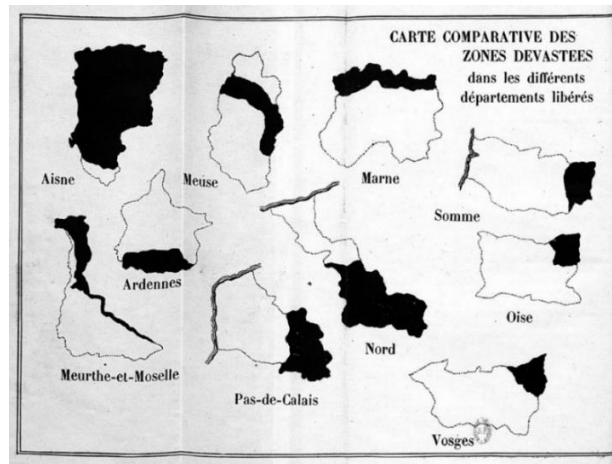 CARTE COMPARATIVE DES
ZONES DEVASTEES
dans les différents
départements libérés
Aisne
Meuse
Marne
Somme
Ardennes
Oise
Meurthe-et-Moselle
Pas-de-Calais
Nord
Vosges